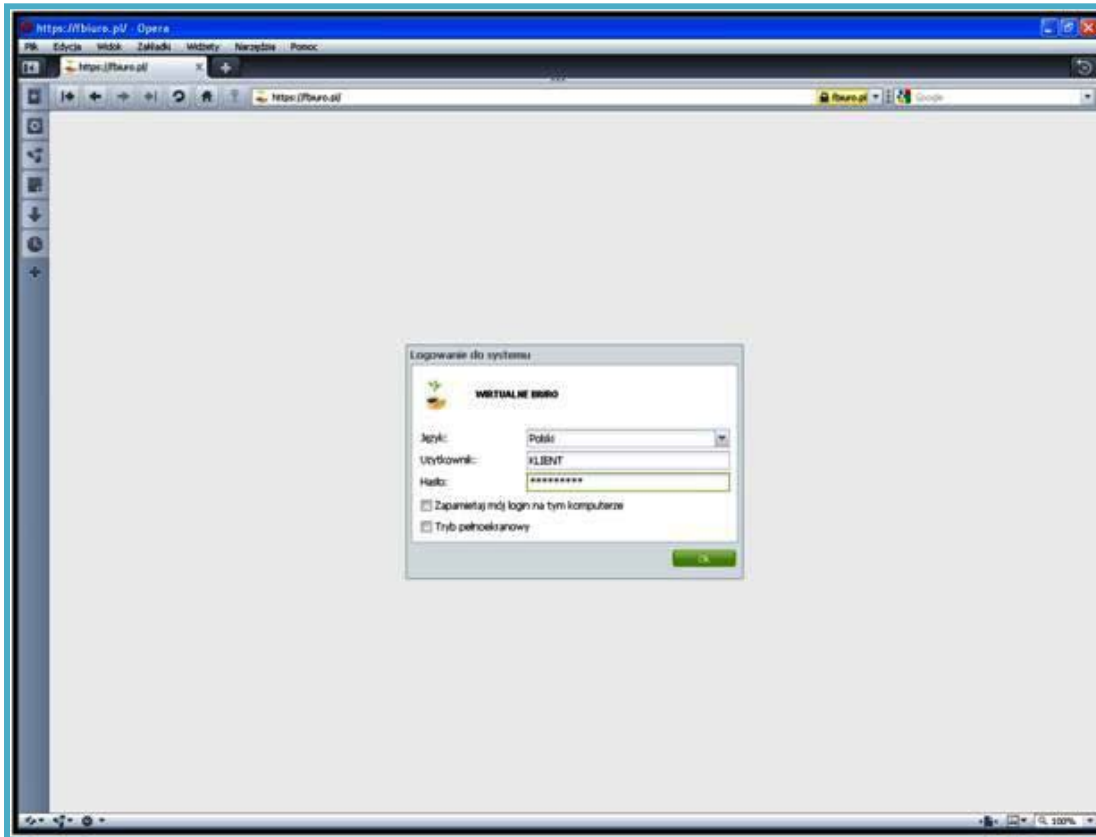 https://fbiuro.pl/ - Opera
Plik Edycja Widok Zakładki Widżety Narzędzia Pomoc
https://fbiuro.pl/
https://fbiuro.pl/ fbiuro.pl Google
Logowanie do systemu
WIRTUALNE BIURO
Język: Polski
Użytkownik: KLIENT
Hasło: *********
Zapamietaj mój login na tym komputerze
Tryb pełnoekranowy
Ok
100%